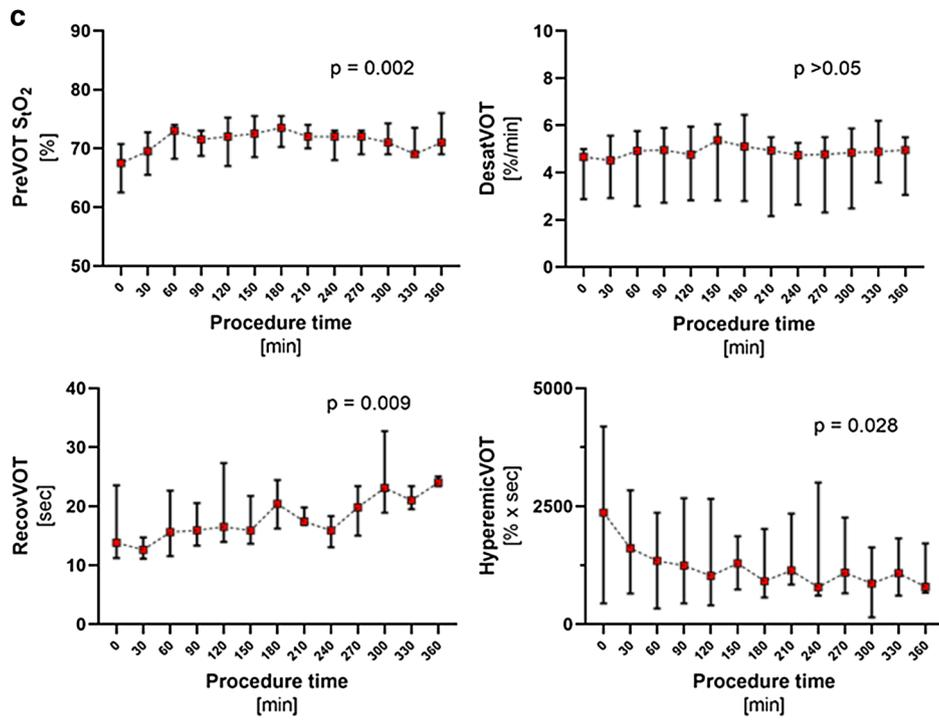 c
PreVOT StO2
[%]
90
80
70
60
50
p = 0.002
0 30 60 90 120 150 180 210 240 270 300 330 360
Procedure time
[min]
DesatVOT
[%/min]
10
8
6
4
2
0
p >0.05
0 30 60 90 120 150 180 210 240 270 300 330 360
Procedure time
[min]
RecovVOT
[sec]
40
30
20
10
0
p = 0.009
0 30 60 90 120 150 180 210 240 270 300 330 360
Procedure time
[min]
HyperemicVOT
[% x sec]
5000
2500
0
p = 0.028
0 30 60 90 120 150 180 210 240 270 300 330 360
Procedure time
[min]